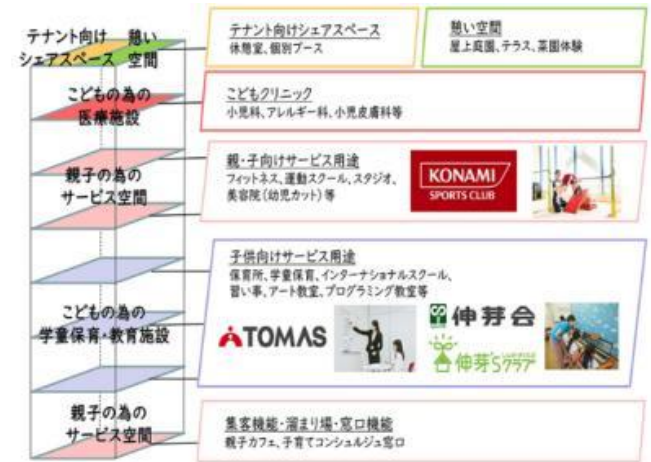 テナント向け
シェアスペース
憩い
空間
テナント向けシェアスペース
休憩室、個別ブース
憩い空間
屋上庭園、テラス、菜園体験
こどもの為の
医療施設
こどもクリニック
小児科、アレルギー科、小児皮膚科等
親子の為の
サービス空間
親・子向けサービス用途
フィットネス、運動スクール、スタジオ、
美容院(幼児カット)等
KONAMI
SPORTS CLUB
こどもの為の
学童保育・教育施設
子供向けサービス用途
保育所、学童保育、インターナショナルスクール、
習い事、アート教室、プログラミング教室等
TOMAS
伸芽会
伸芽'Sクラブ
親子の為の
サービス空間
集客機能・溜まり場・窓口機能
親子カフェ、子育てコンシュルジュ窓口